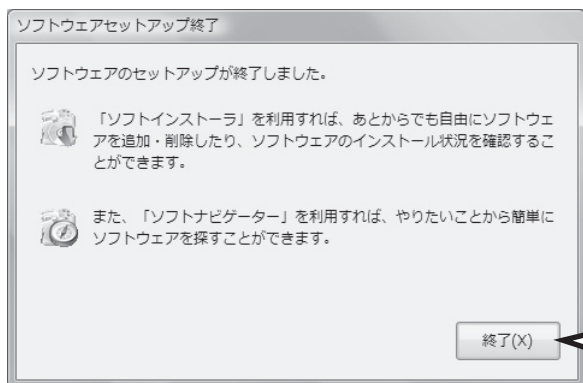 ソフトウェアセットアップ終了
ソフトウェアのセットアップが終了しました。
「ソフトインストーラ」を利用すれば、あとからでも自由にソフトウェ
アを追加・削除したり、ソフトウェアのインストール状況を確認するこ
とができます。
また、「ソフトナビゲーター」を利用すれば、やりたいことから簡単に
ソフトウェアを探すことができます。
終了(X)